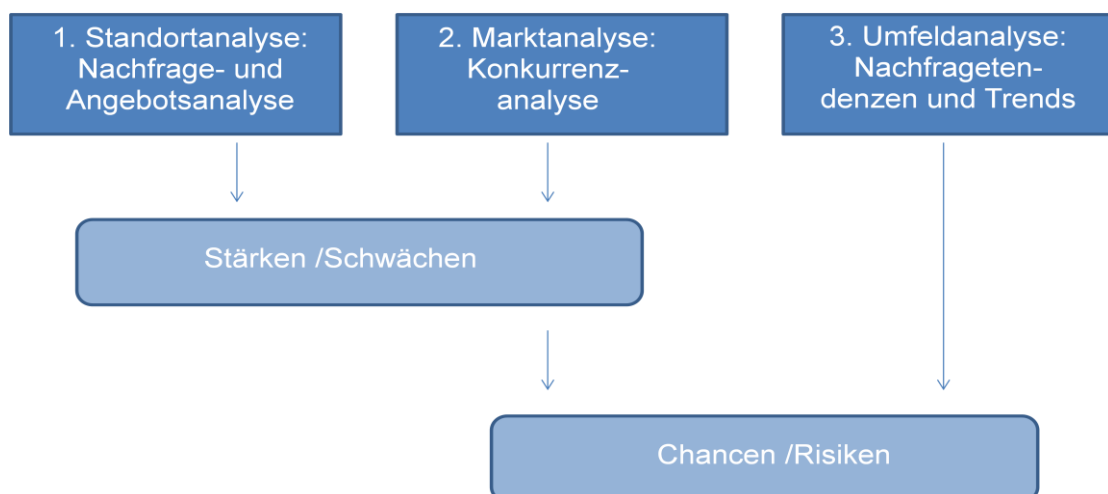 1. Standortanalyse:
Nachfrage- und
Angebotsanalyse
2. Marktanalyse:
Konkurrenz-
analyse
3. Umfeldanalyse:
Nachfrageten-
denzen und Trends
Stärken /Schwächen
Chancen /Risiken